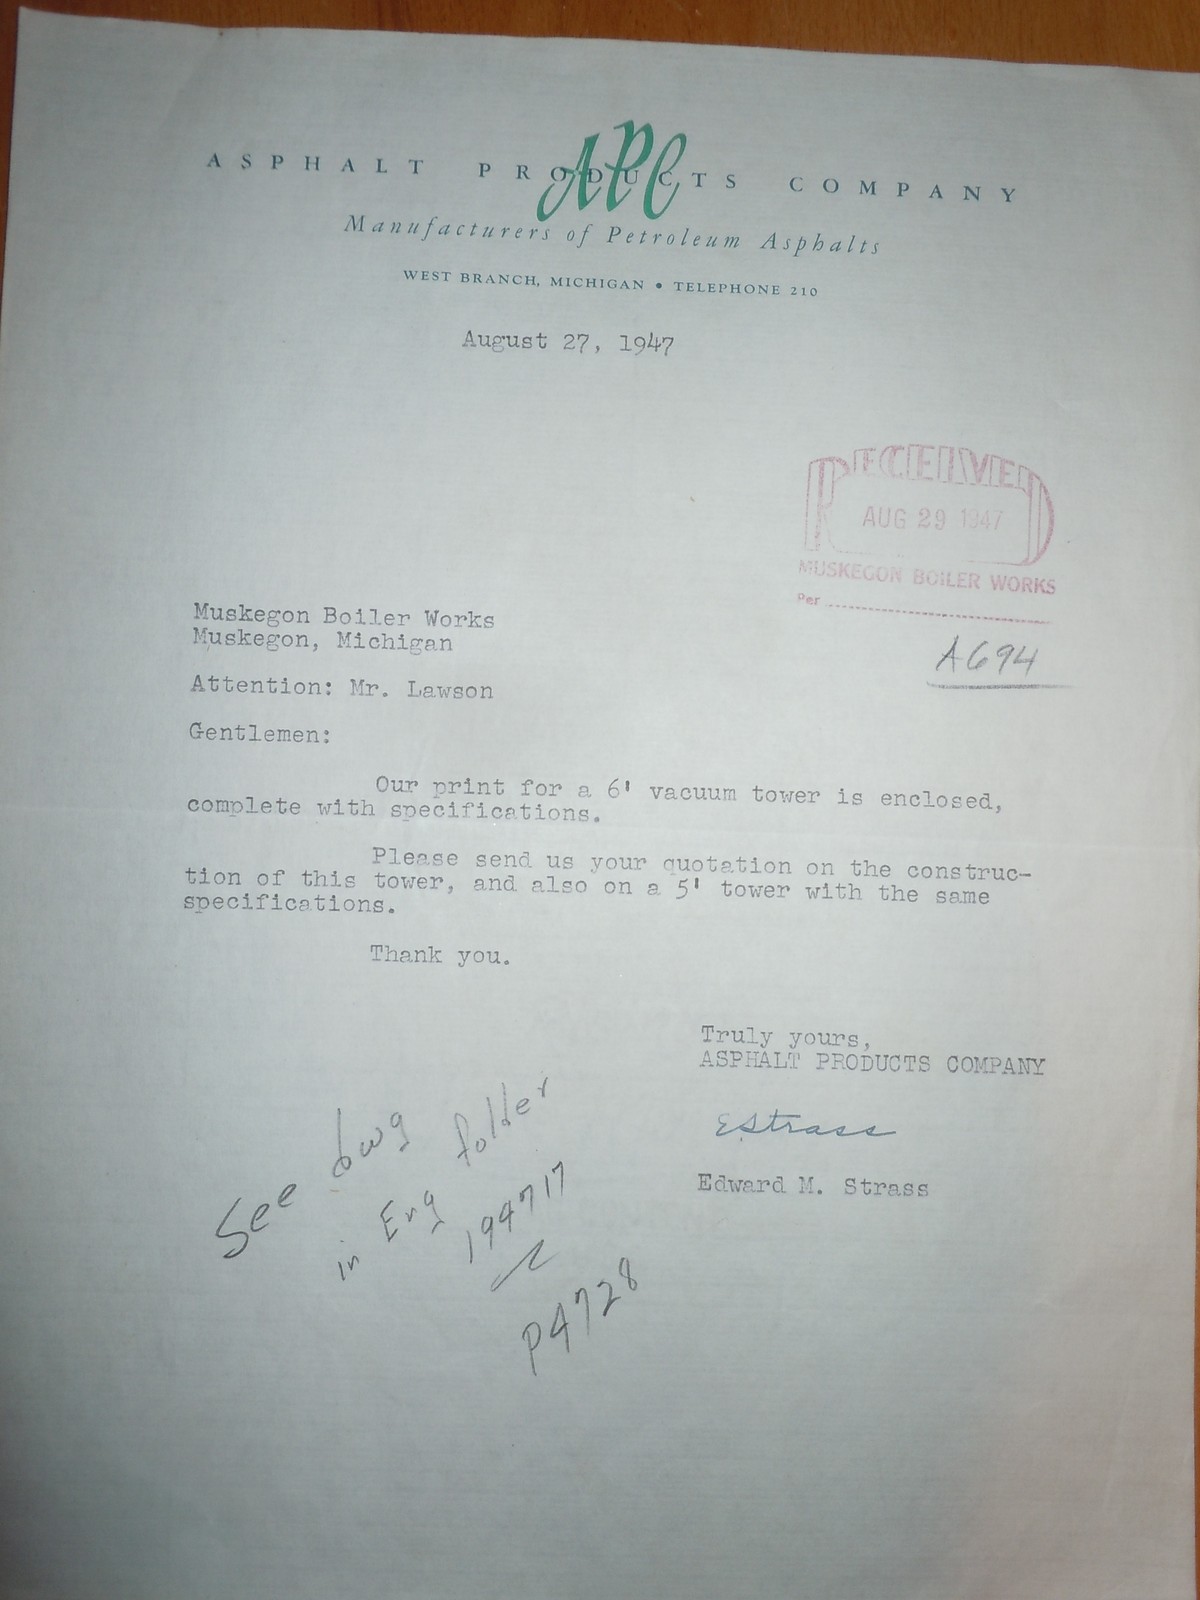 ASPHALT PRODUCTS COMPANY
APC
Manufacturers of Petroleum Asphalts
WEST BRANCH, MICHIGAN • TELEPHONE 210
August 27, 1947
RECEIVED
AUG 29 1947
MUSKEGON BOILER WORKS
Per
A694
Muskegon Boiler Works
Muskegon, Michigan
Attention: Mr. Lawson
Gentlemen:
Our print for a 6' vacuum tower is enclosed,
complete with specifications.
Please send us your quotation on the construc-
tion of this tower, and also on a 5' tower with the same
specifications.
Thank you.
Truly yours,
ASPHALT PRODUCTS COMPANY
EStrass
Edward M. Strass
See dwg
in Eng folder
194717
P4728